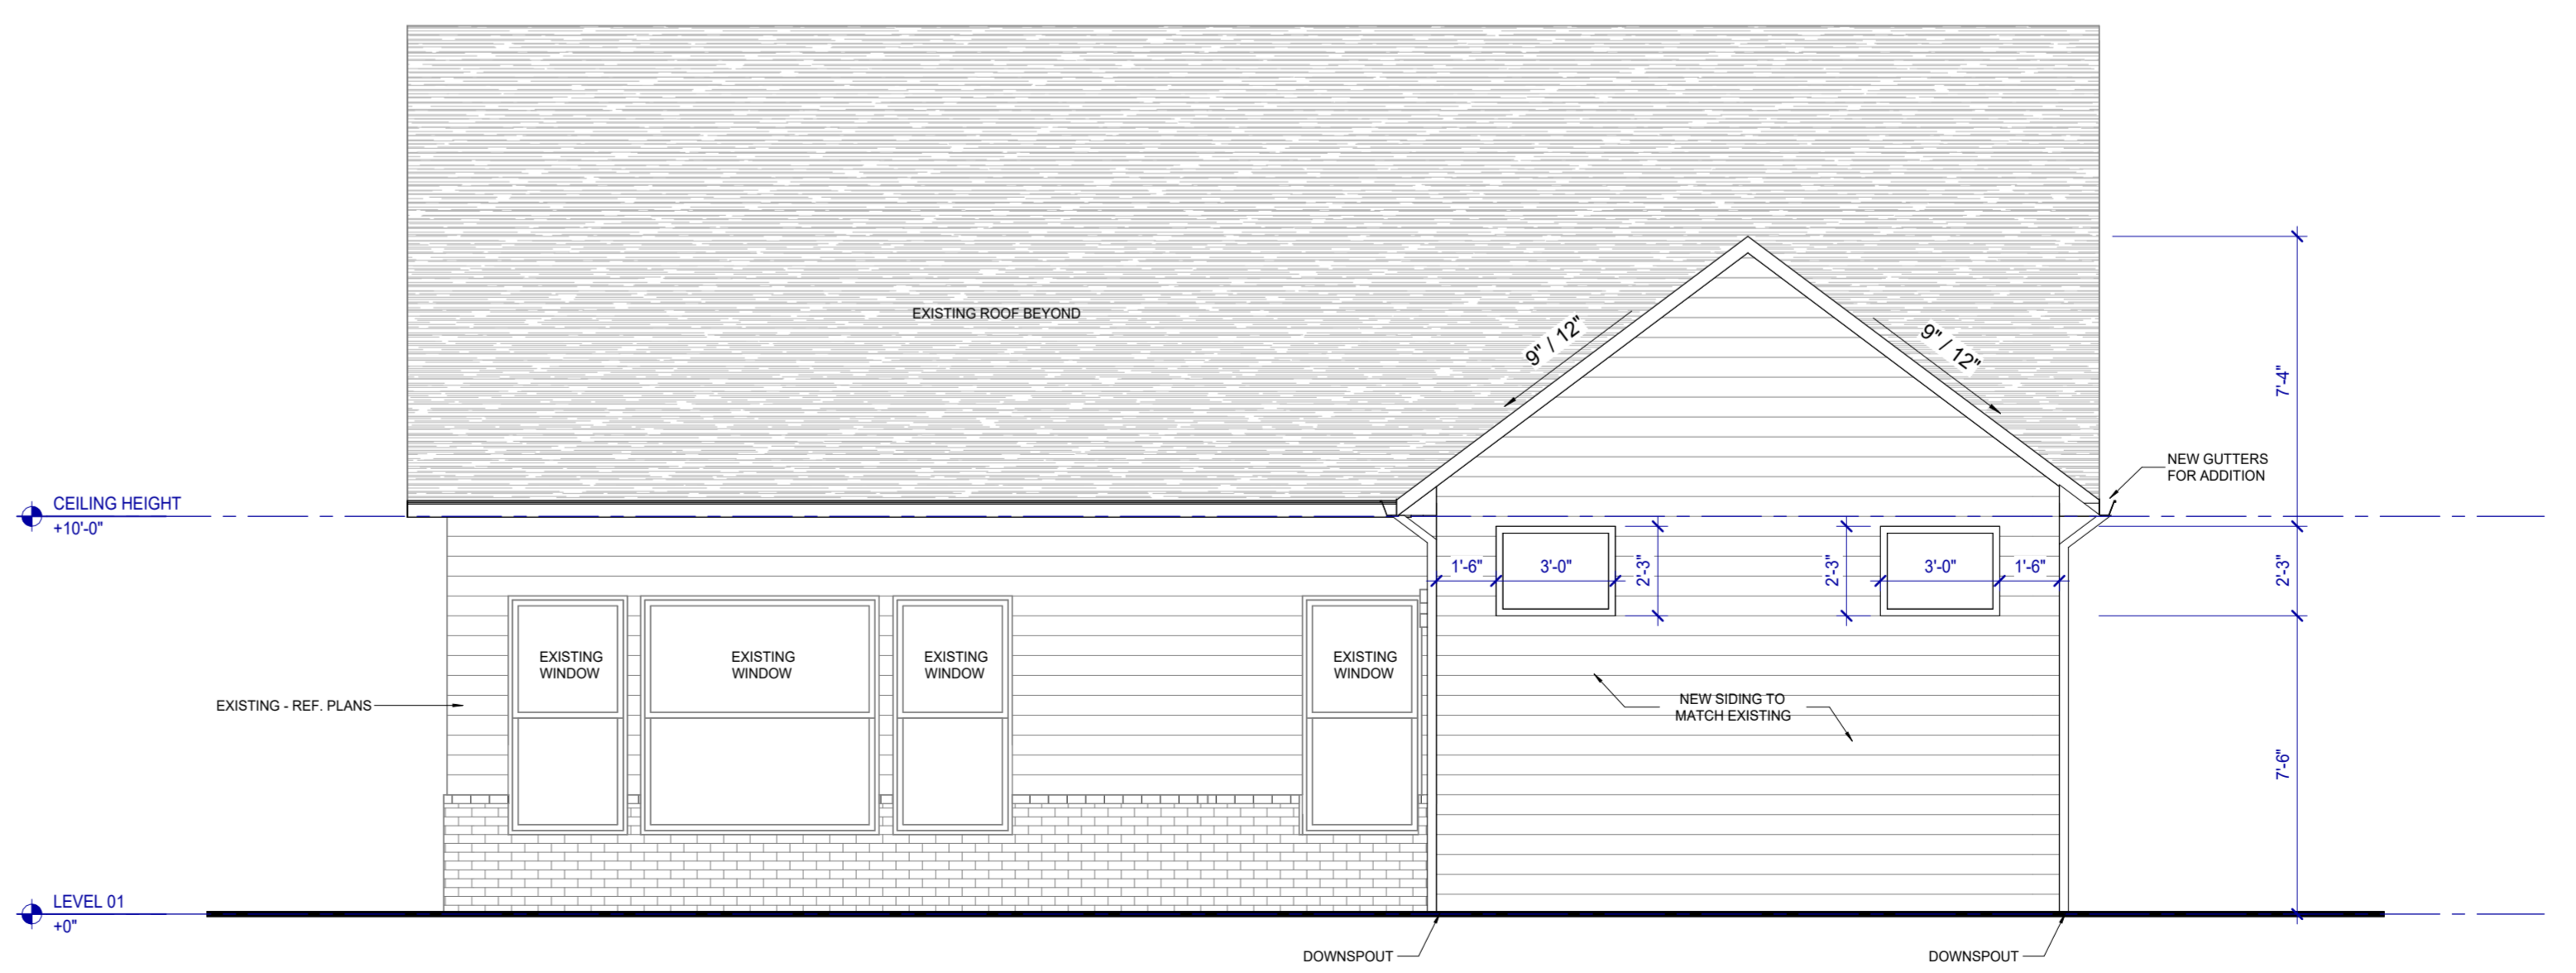 EXISTING ROOF BEYOND
9" / 12"
9" / 12"
7'-4"
NEW GUTTERS
FOR ADDITION
CEILING HEIGHT
+10'-0"
1'-6"
3'-0"
2'-3"
2'-3"
3'-0"
1'-6"
2'-3"
EXISTING
WINDOW
EXISTING
WINDOW
EXISTING
WINDOW
EXISTING
WINDOW
EXISTING - REF. PLANS
NEW SIDING TO
MATCH EXISTING
7'-6"
LEVEL 01
+0"
DOWNSPOUT
DOWNSPOUT